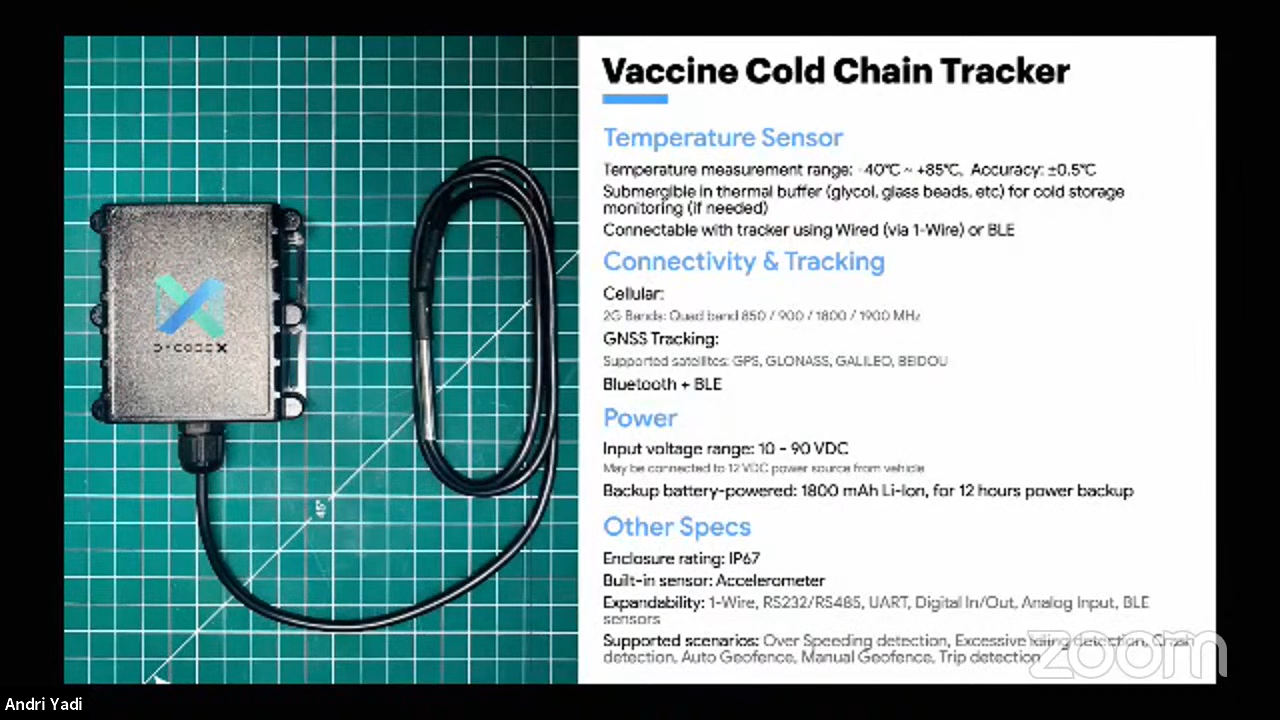 Vaccine Cold Chain Tracker
Temperature Sensor
Temperature measurement range: -40°C ~ +85°C, Accuracy: ±0.5°C
Submergible in thermal buffer (glycol, glass beads, etc) for cold storage
monitoring (if needed)
Connectable with tracker using Wired (via 1-Wire) or BLE
Connectivity & Tracking
Cellular:
2G Bands: Quad band 850 / 900 / 1800 / 1900 MHz
GNSS Tracking:
Supported satellites: GPS, GLONASS, GALILEO, BEIDOU
Bluetooth + BLE
Power
Input voltage range: 10 - 90 VDC
May be connected to 12 VDC power source from vehicle
Backup battery-powered: 1800 mAh Li-Ion, for 12 hours power backup
Other Specs
Enclosure rating: IP67
Built-in sensor: Accelerometer
Expandability: 1-Wire, RS232/RS485, UART, Digital In/Out, Analog Input, BLE
sensors
Supported scenarios: Over Speeding detection, Excessive Idling detection, Crash
detection, Auto Geofence, Manual Geofence, Trip detection
DYCODEX
45°
zoom
Andri Yadi